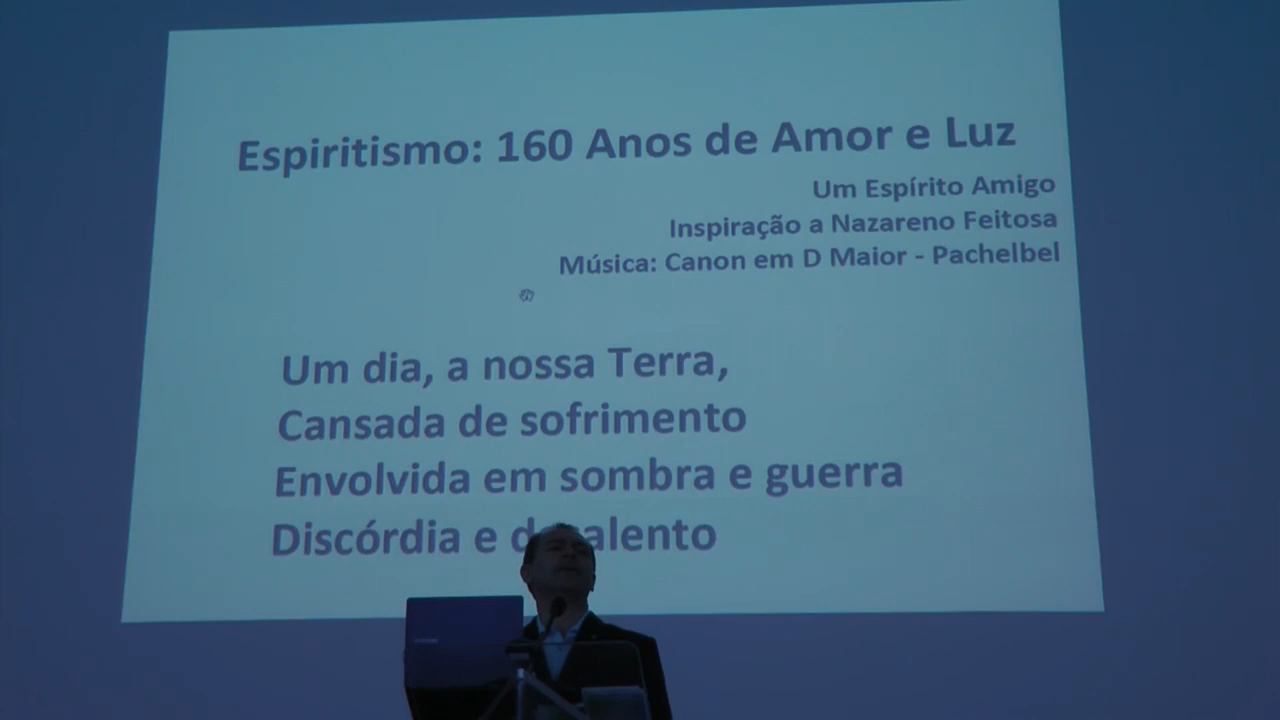 Espiritismo: 160 Anos de Amor e Luz
Um Espírito Amigo
Inspiração a Nazareno Feitosa
Música: Canon em D Maior - Pachelbel
Um dia, a nossa Terra,
Cansada de sofrimento
Envolvida em sombra e guerra
Discórdia e